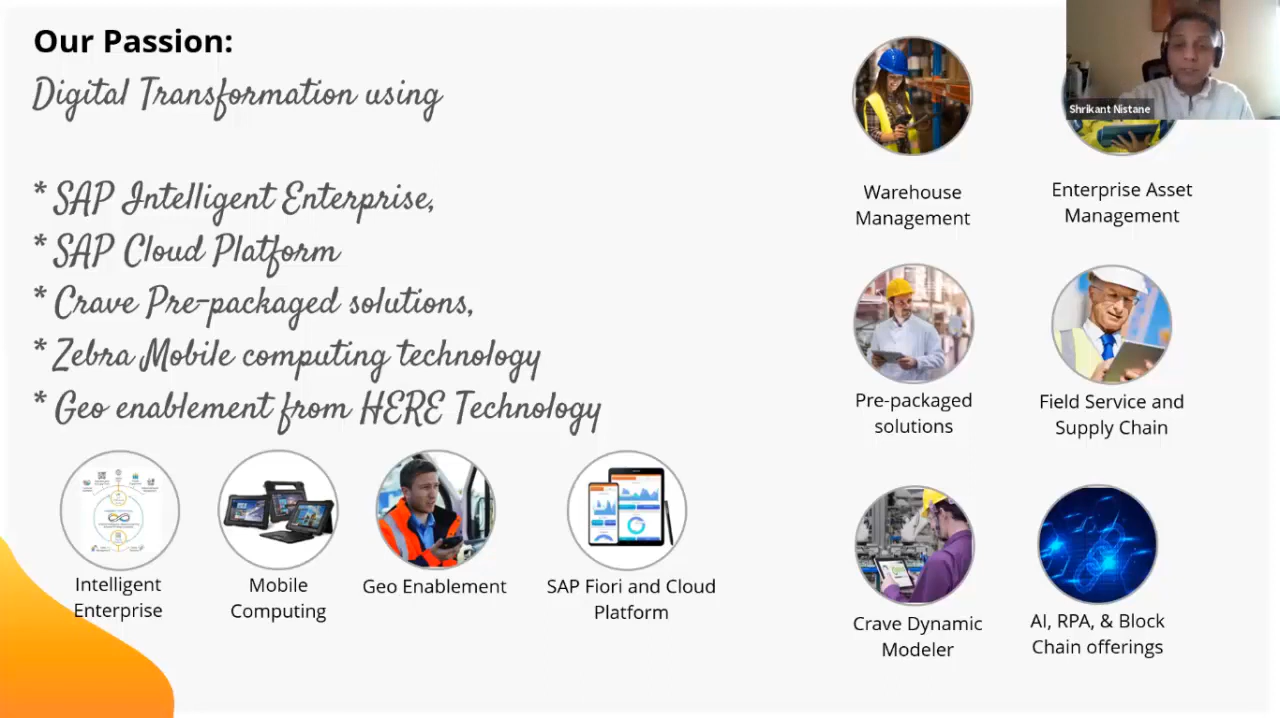 Our Passion:
Digital Transformation using
* SAP Intelligent Enterprise,
* SAP Cloud Platform
* Crave Pre-packaged solutions,
* Zebra Mobile computing technology
* Geo enablement from HERE Technology
Intelligent
Enterprise
Mobile
Computing
Geo Enablement
SAP Fiori and Cloud
Platform
Warehouse
Management
Shrikant Nistane
Enterprise Asset
Management
Pre-packaged
solutions
Field Service and
Supply Chain
Crave Dynamic
Modeler
AI, RPA, & Block
Chain offerings